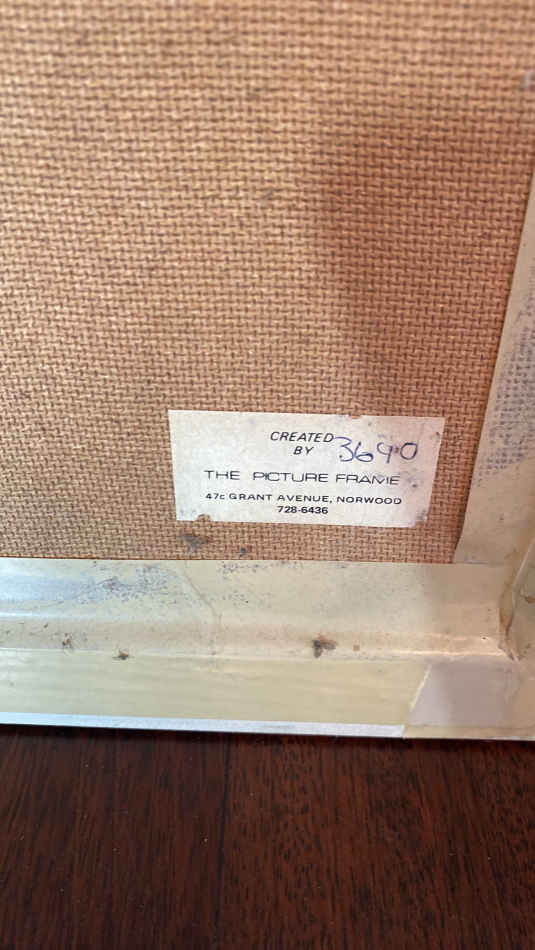 CREATED
BY 3690
THE PICTURE FRAME
47c GRANT AVENUE, NORWOOD
728-6436